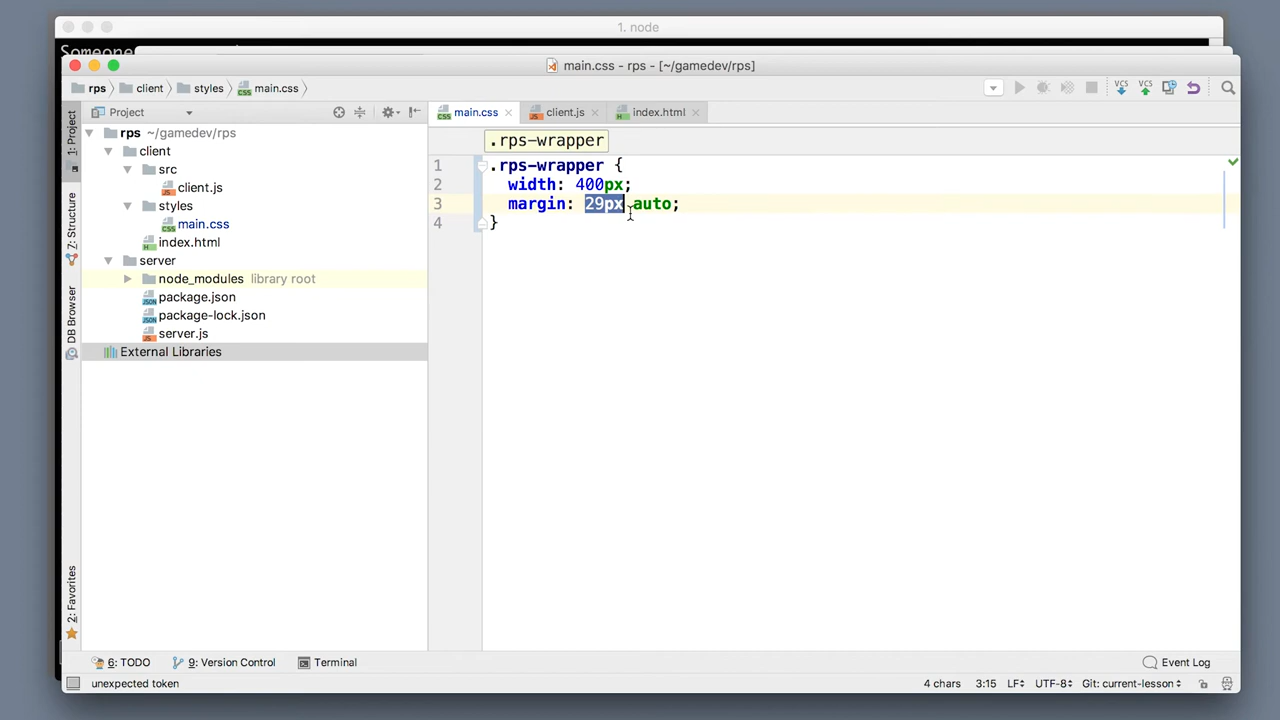 1. node
Someone
main.css - rps - [~/gamedev/rps]
rps client styles main.css
Project
main.css client.js index.html
1: Project
7: Structure
DB Browser
2: Favorites
rps ~/gamedev/rps
client
src
client.js
styles
main.css
index.html
server
node_modules library root
package.json
package-lock.json
server.js
External Libraries
.rps-wrapper
1 .rps-wrapper {
2 width: 400px;
3 margin: 29px auto;
4 }
6: TODO 9: Version Control Terminal Event Log
unexpected token 4 chars 3:15 LF UTF-8 Git: current-lesson